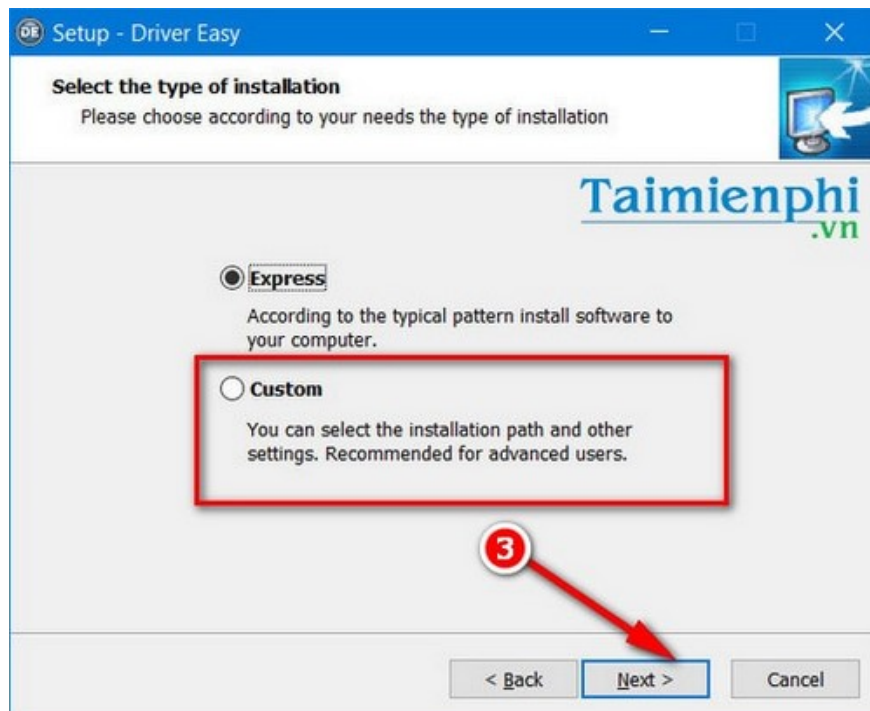 DE Setup - Driver Easy
Select the type of installation
Please choose according to your needs the type of installation
Taimienphi
.vn
Express
According to the typical pattern install software to
your computer.
Custom
You can select the installation path and other
settings. Recommended for advanced users.
3
< Back Next > Cancel